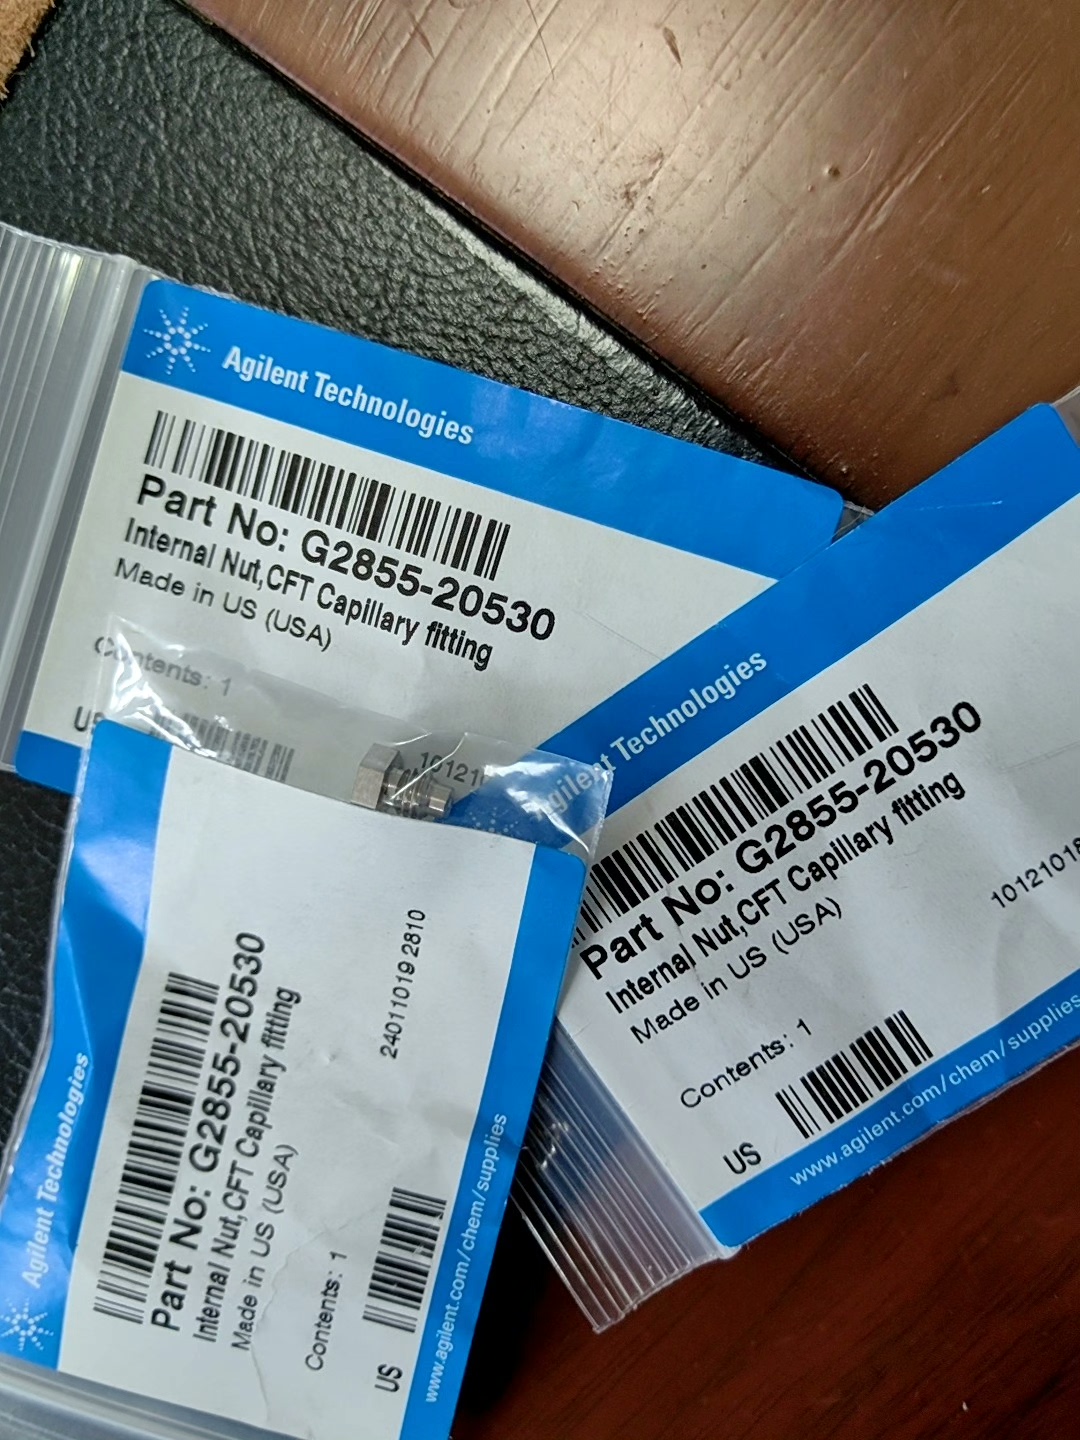 Agilent Technologies
Part No: G2855-20530
Internal Nut,CFT Capillary fitting
Made in US (USA)
Contents: 1
US
Agilent Technologies
Part No: G2855-20530
Internal Nut,CFT Capillary fitting
Made in US (USA)
Contents: 1
US
www.agilent.com/chem/supplies
Agilent Technologies
Part No: G2855-20530
Internal Nut,CFT Capillary fitting
Made in US (USA)
24011019 2810
Contents: 1
US
www.agilent.com/chem/supplies